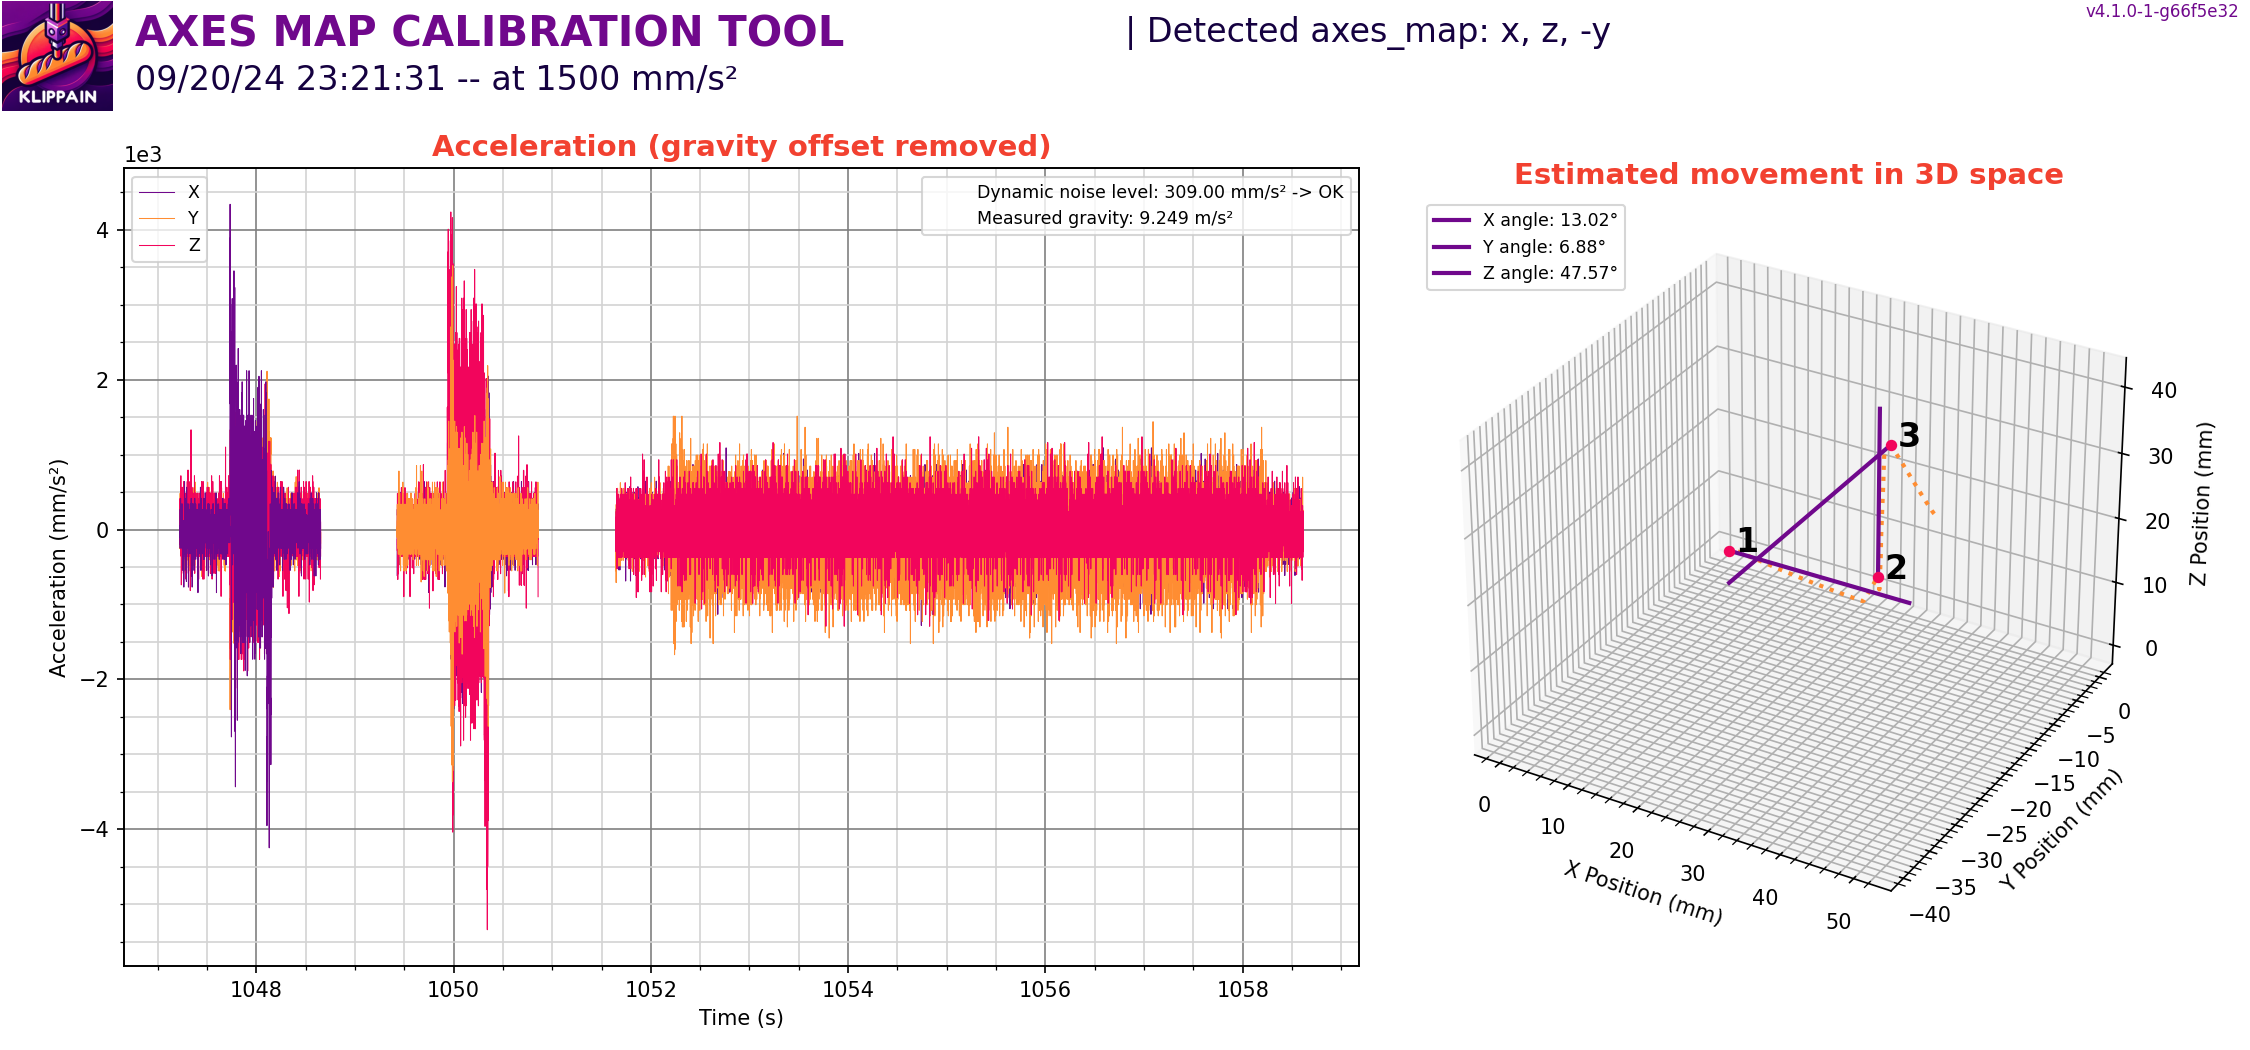 AXES MAP CALIBRATION TOOL
| Detected axes_map: x, z, -y
v4.1.0-1-g66f5e32
09/20/24 23:21:31 -- at 1500 mm/s²
KLIPPAIN
Acceleration (gravity offset removed)
1e3
X
Y
Z
Dynamic noise level: 309.00 mm/s² -> OK
Measured gravity: 9.249 m/s²
4
2
0
−2
−4
Acceleration (mm/s²)
1048
1050
1052
1054
1056
1058
Time (s)
Estimated movement in 3D space
X angle: 13.02°
Y angle: 6.88°
Z angle: 47.57°
1
2
3
40
30
20
10
0
Z Position (mm)
0
−5
−10
−15
−20
−25
−30
−35
−40
Y Position (mm)
0
10
20
30
40
50
X Position (mm)